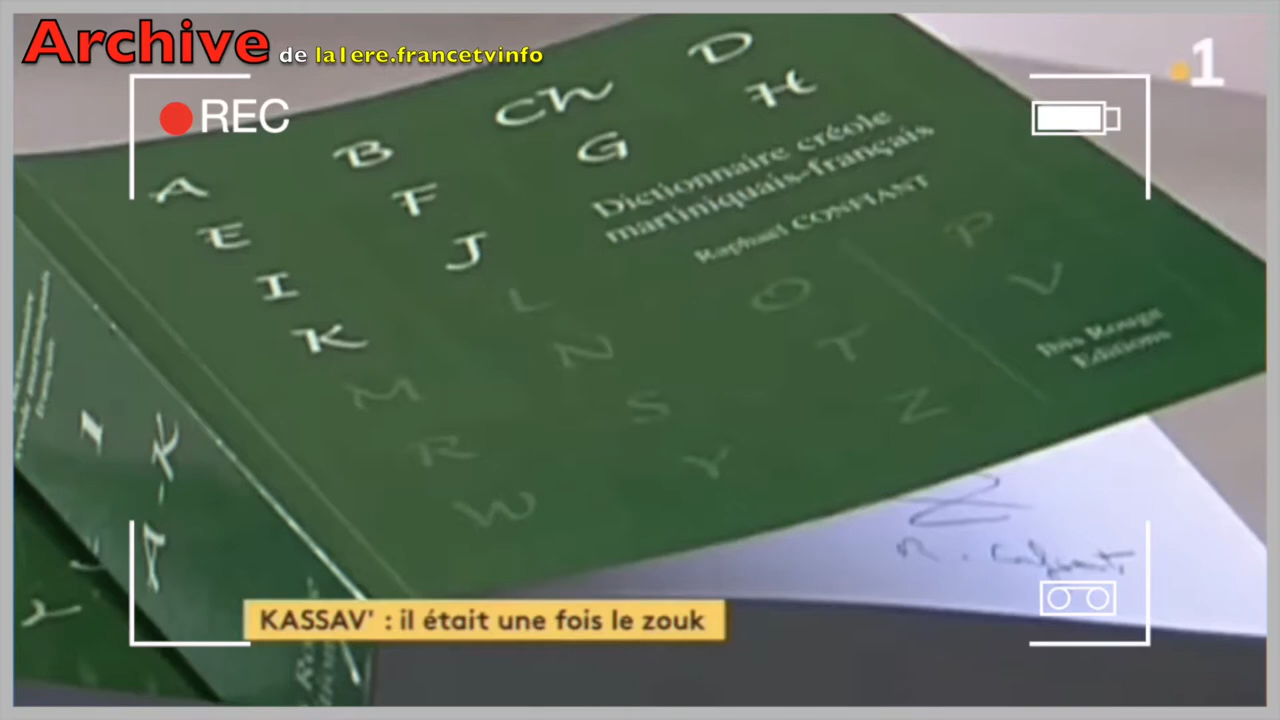 Archive de la1ere.francetvinfo
1
REC
A B Ch D
E F G H
I J
K L O P
M N T V
R S Z
W Y
Dictionnaire créole
martiniquais-français
Raphaël CONFIANT
Ibis Rouge
Editions
A - K
KASSAV' : il était une fois le zouk